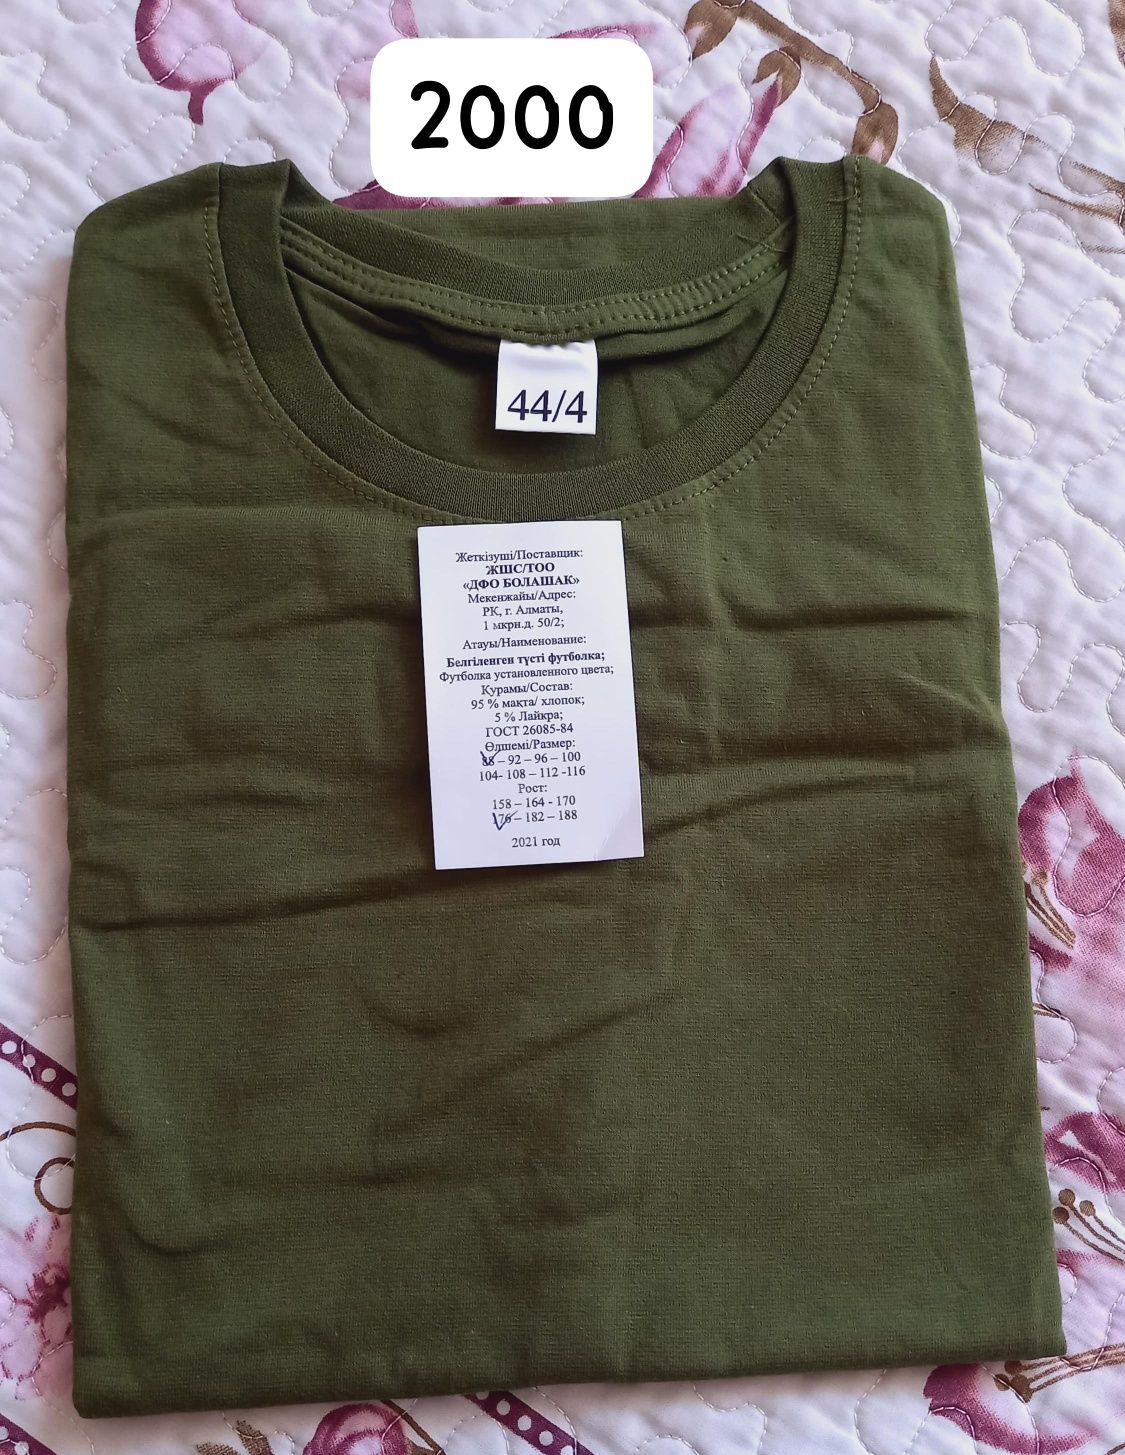 2000
44/4
Жеткізуші/Поставщик:
ЖШС/ТОО
«ДФО БОЛАШАК»
Мекенжайы/Адрес:
РК, г. Алматы,
1 мкрн.д. 50/2;
Атауы/Наименование:
Белгіленген түсті футболка;
Футболка установленного цвета;
Құрамы/Состав:
95 % мақта/ хлопок;
5 % Лайкра;
ГОСТ 26085-84
Өлшемі/Размер:
88 – 92 – 96 – 100
104- 108 – 112 -116
Рост:
158 – 164 - 170
176 – 182 – 188
2021 год